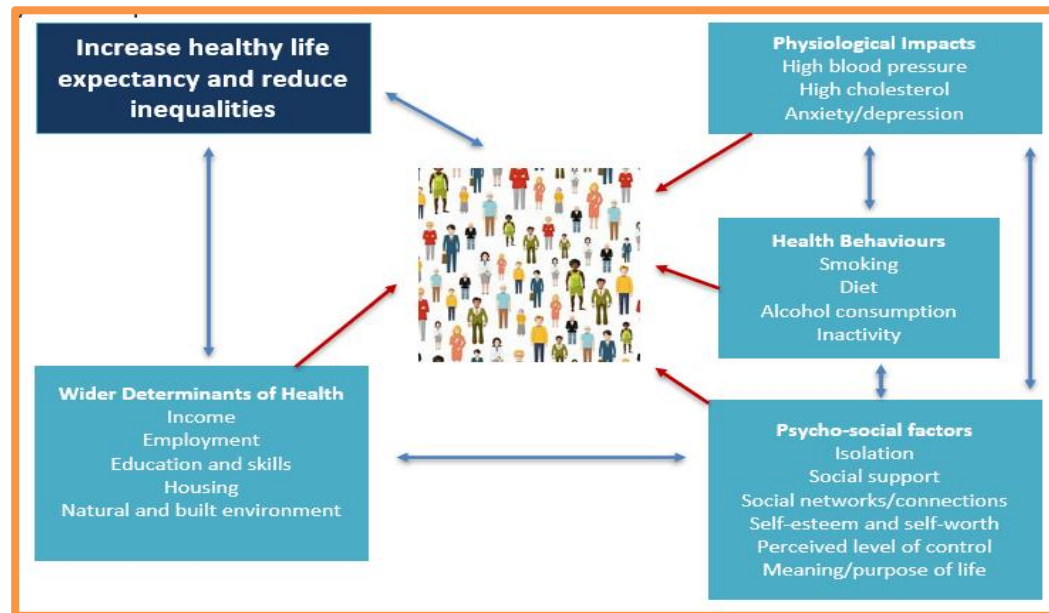 Increase healthy life
expectancy and reduce
inequalities
Physiological Impacts
High blood pressure
High cholesterol
Anxiety/depression
Health Behaviours
Smoking
Diet
Alcohol consumption
Inactivity
Wider Determinants of Health
Income
Employment
Education and skills
Housing
Natural and built environment
Psycho-social factors
Isolation
Social support
Social networks/connections
Self-esteem and self-worth
Perceived level of control
Meaning/purpose of life